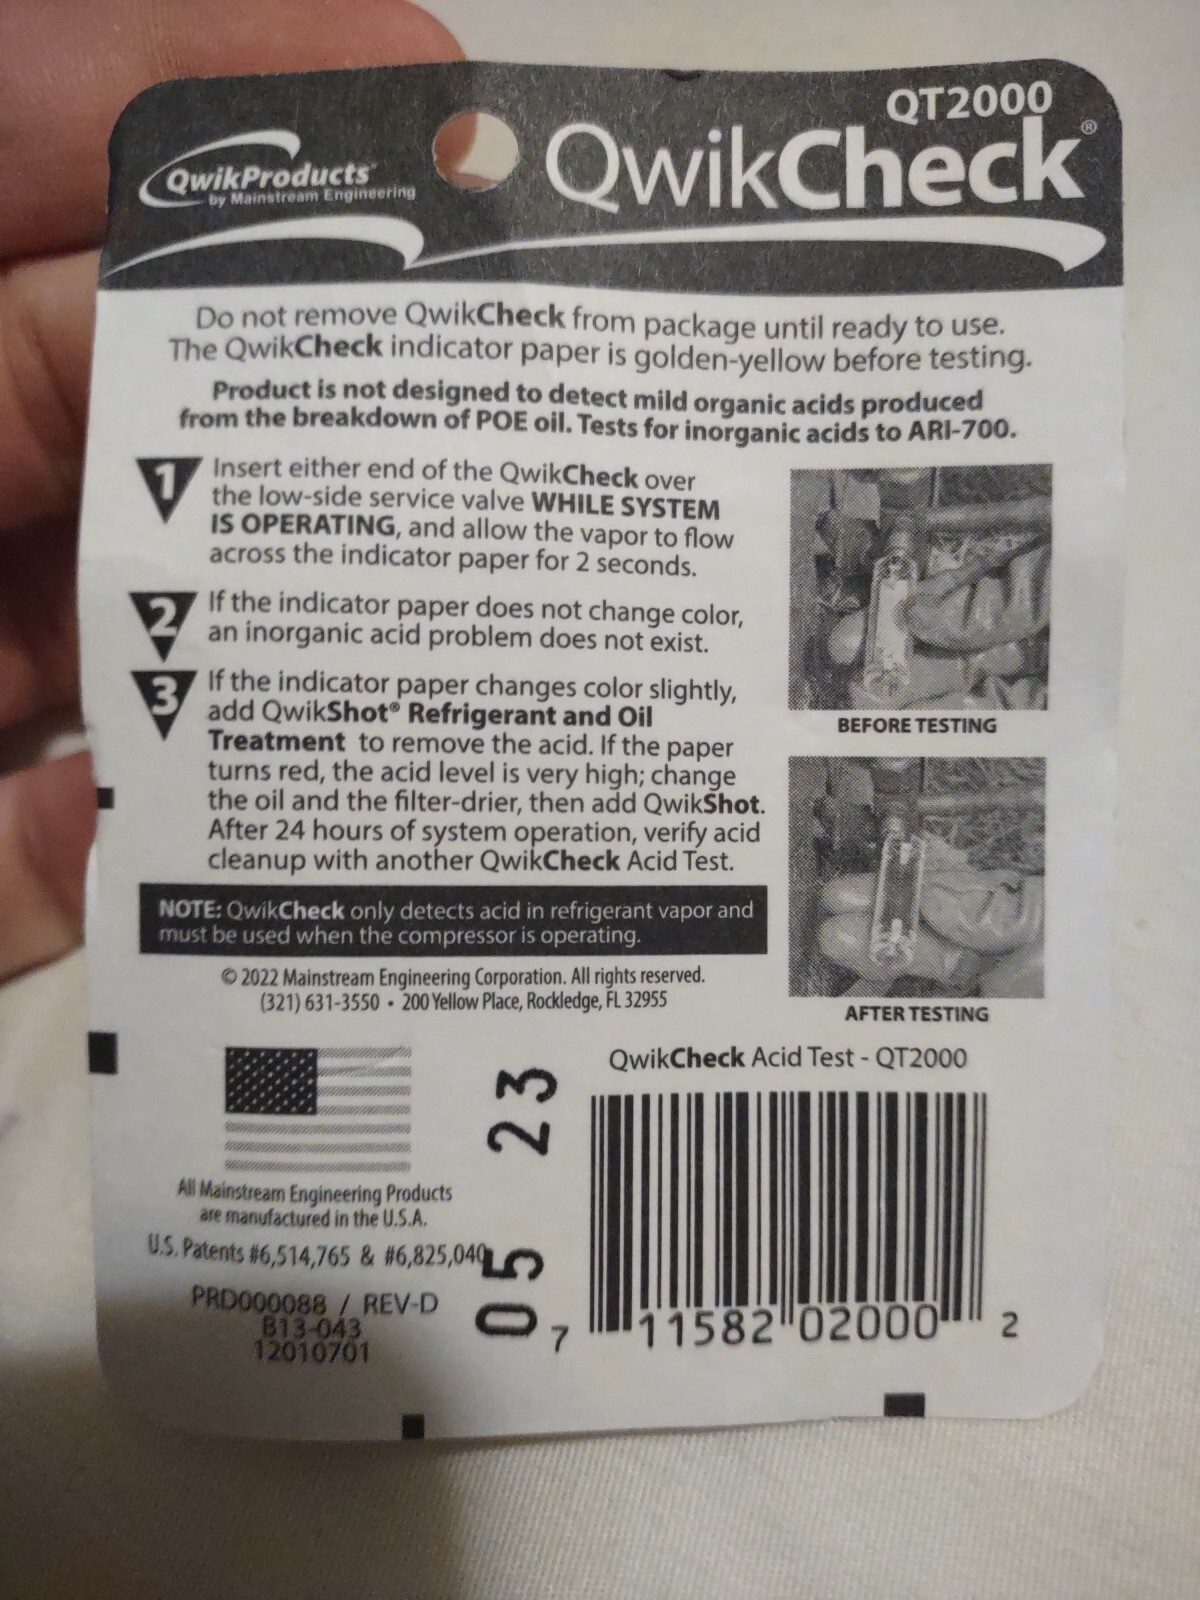 QT2000
QwikCheck®
QwikProducts™
by Mainstream Engineering
Do not remove QwikCheck from package until ready to use.
The QwikCheck indicator paper is golden-yellow before testing.
Product is not designed to detect mild organic acids produced
from the breakdown of POE oil. Tests for inorganic acids to ARI-700.
1 Insert either end of the QwikCheck over
the low-side service valve WHILE SYSTEM
IS OPERATING, and allow the vapor to flow
across the indicator paper for 2 seconds.
2 If the indicator paper does not change color,
an inorganic acid problem does not exist.
3 If the indicator paper changes color slightly,
add QwikShot® Refrigerant and Oil
Treatment to remove the acid. If the paper
turns red, the acid level is very high; change
the oil and the filter-drier, then add QwikShot.
After 24 hours of system operation, verify acid
cleanup with another QwikCheck Acid Test.
BEFORE TESTING
AFTER TESTING
NOTE: QwikCheck only detects acid in refrigerant vapor and
must be used when the compressor is operating.
© 2022 Mainstream Engineering Corporation. All rights reserved.
(321) 631-3550 • 200 Yellow Place, Rockledge, FL 32955
All Mainstream Engineering Products
are manufactured in the U.S.A.
U.S. Patents #6,514,765 & #6,825,040
PRD000088 / REV-D
B13-043
12010701
05 23
QwikCheck Acid Test - QT2000
7 11582 02000 2